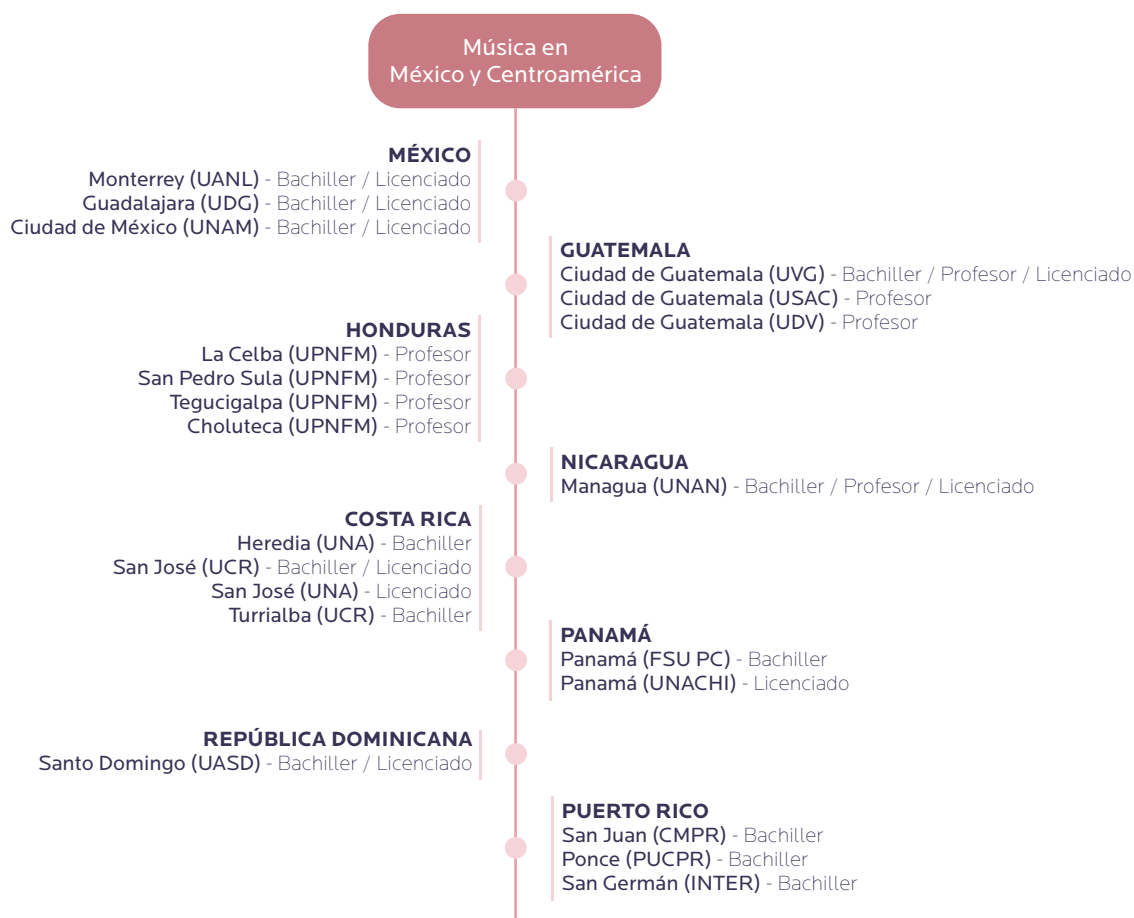 Música en
México y Centroamérica
MÉXICO
Monterrey (UANL) - Bachiller / Licenciado
Guadalajara (UDG) - Bachiller / Licenciado
Ciudad de México (UNAM) - Bachiller / Licenciado
GUATEMALA
Ciudad de Guatemala (UVG) - Bachiller / Profesor / Licenciado
Ciudad de Guatemala (USAC) - Profesor
Ciudad de Guatemala (UDV) - Profesor
HONDURAS
La Celba (UPNFM) - Profesor
San Pedro Sula (UPNFM) - Profesor
Tegucigalpa (UPNFM) - Profesor
Choluteca (UPNFM) - Profesor
NICARAGUA
Managua (UNAN) - Bachiller / Profesor / Licenciado
COSTA RICA
Heredia (UNA) - Bachiller
San José (UCR) - Bachiller / Licenciado
San José (UNA) - Licenciado
Turrialba (UCR) - Bachiller
PANAMÁ
Panamá (FSU PC) - Bachiller
Panamá (UNACHI) - Licenciado
REPÚBLICA DOMINICANA
Santo Domingo (UASD) - Bachiller / Licenciado
PUERTO RICO
San Juan (CMPR) - Bachiller
Ponce (PUCPR) - Bachiller
San Germán (INTER) - Bachiller